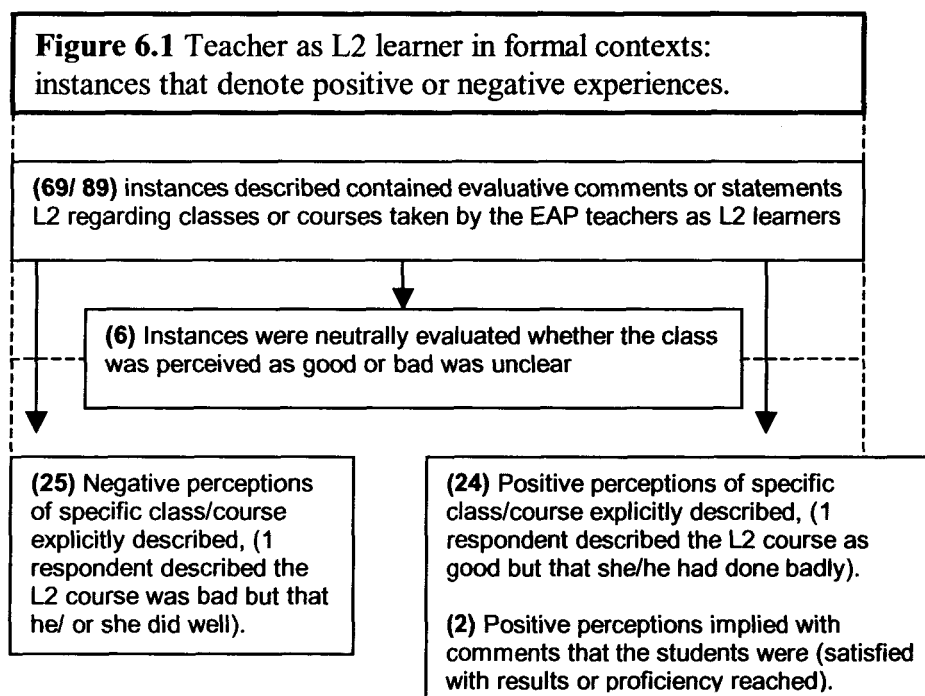 Figure 6.1 Teacher as L2 learner in formal contexts:
instances that denote positive or negative experiences.
(69/ 89) instances described contained evaluative comments or statements
L2 regarding classes or courses taken by the EAP teachers as L2 learners
(6) Instances were neutrally evaluated whether the class
was perceived as good or bad was unclear
(25) Negative perceptions
of specific class/course
explicitly described, (1
respondent described the
L2 course was bad but that
he/ or she did well).
(24) Positive perceptions of specific
class/course explicitly described, (1
respondent described the L2 course as
good but that she/he had done badly).
(2) Positive perceptions implied with
comments that the students were (satisfied
with results or proficiency reached).